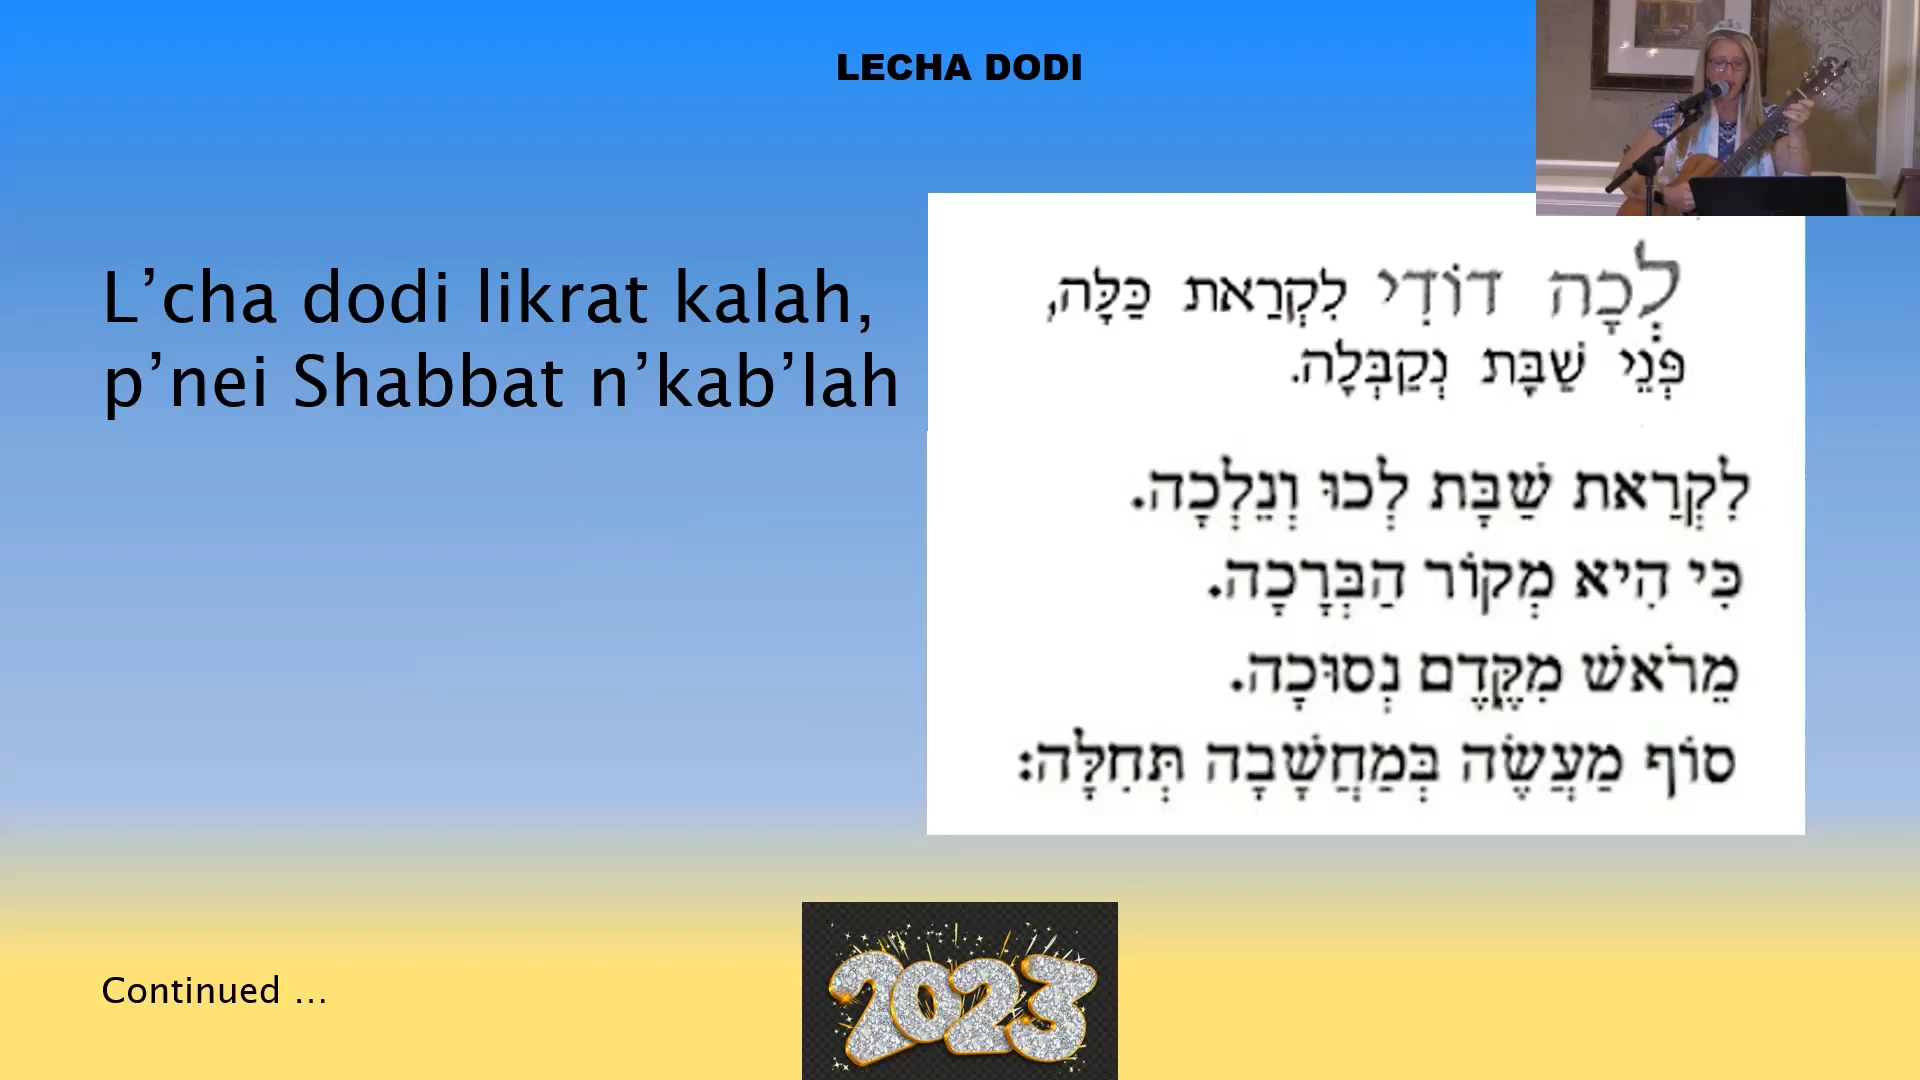 LECHA DODI
L’cha dodi likrat kalah,
p’nei Shabbat n’kab’lah
לְכָה דוֹדִי לִקְרַאת כַּלָּה,
פְּנֵי שַׁבָּת נְקַבְּלָה.
לִקְרַאת שַׁבָּת לְכוּ וְנֵלְכָה.
כִּי הִיא מְקוֹר הַבְּרָכָה.
מֵרֹאשׁ מִקֶּדֶם נְסוּכָה.
סוֹף מַעֲשֶׂה בְּמַחֲשָׁבָה תְּחִלָּה:
Continued ...
2023